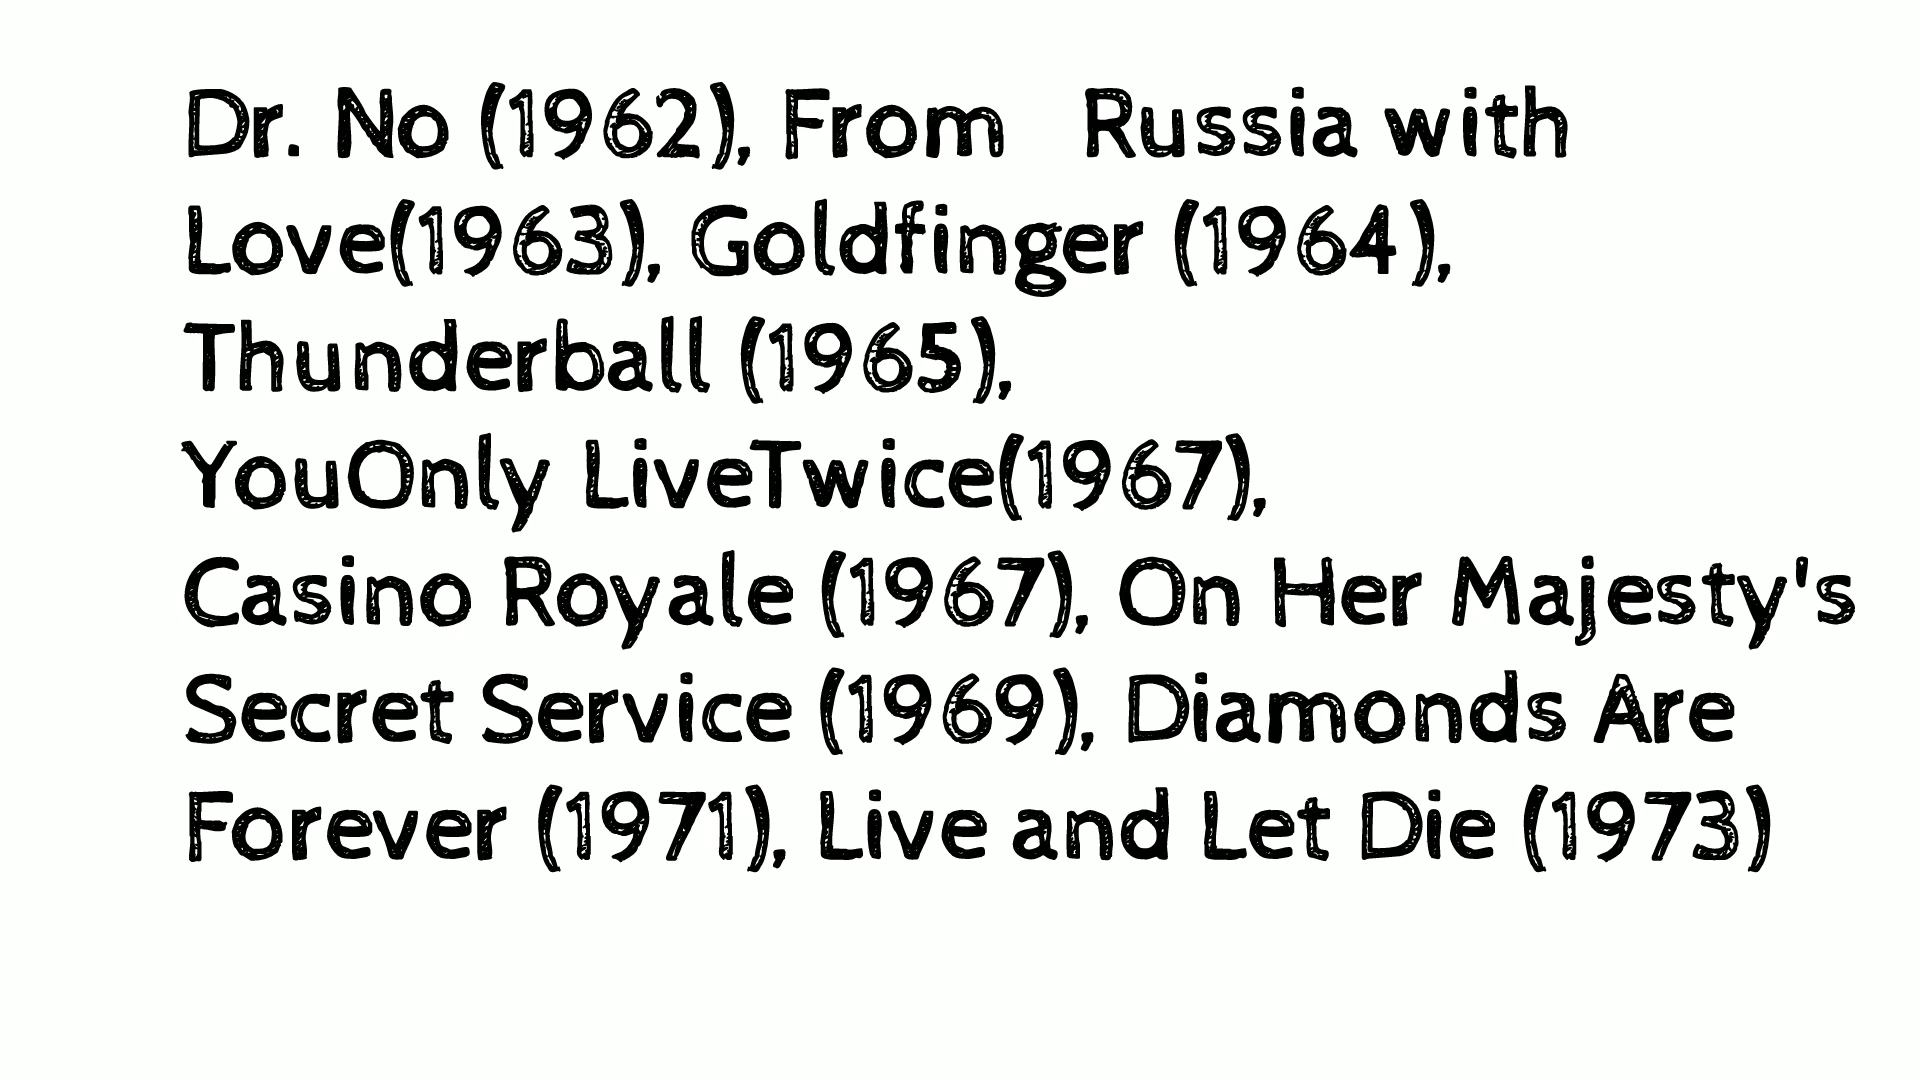 Dr. No (1962), From   Russia with
Love(1963), Goldfinger (1964),
Thunderball (1965),
YouOnly LiveTwice(1967),
Casino Royale (1967), On Her Majesty's
Secret Service (1969), Diamonds Are
Forever (1971), Live and Let Die (1973)